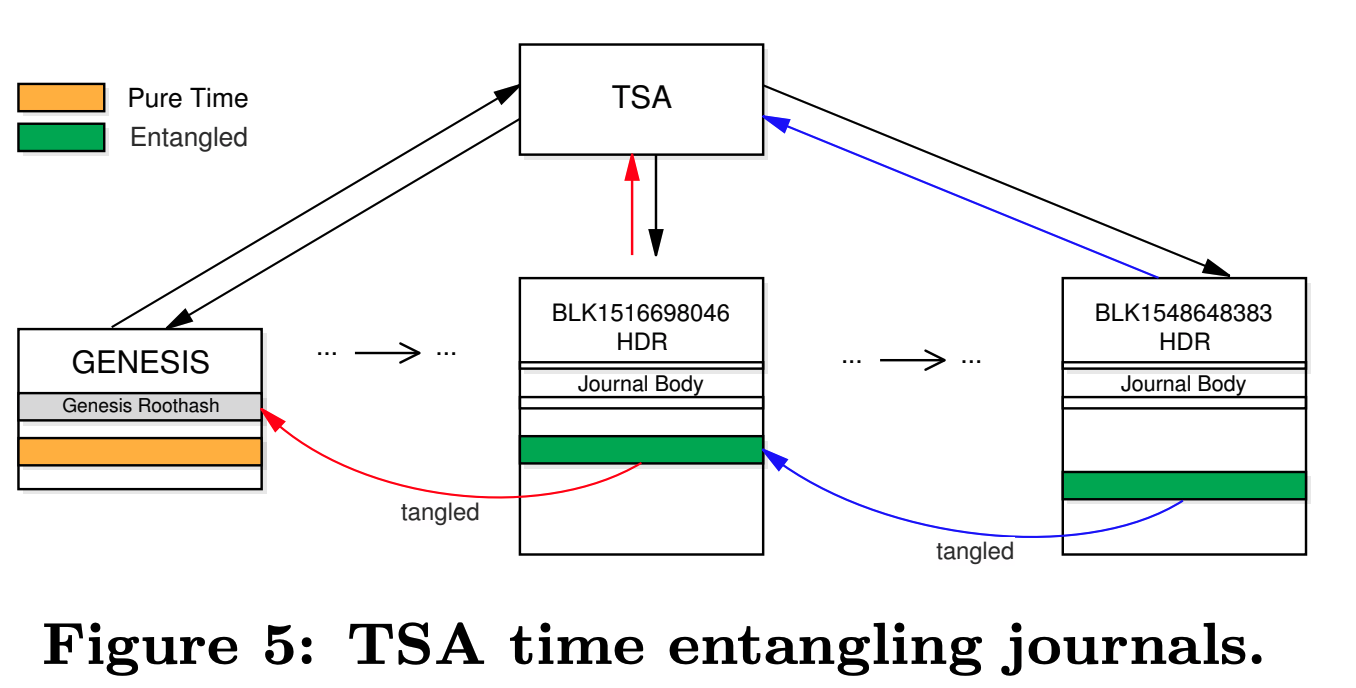 TSA
Pure Time
Entangled
GENESIS
Genesis Roothash
... ...
BLK1516698046
HDR
Journal Body
... ...
BLK1548648383
HDR
Journal Body
tangled
tangled
Figure 5: TSA time entangling journals.